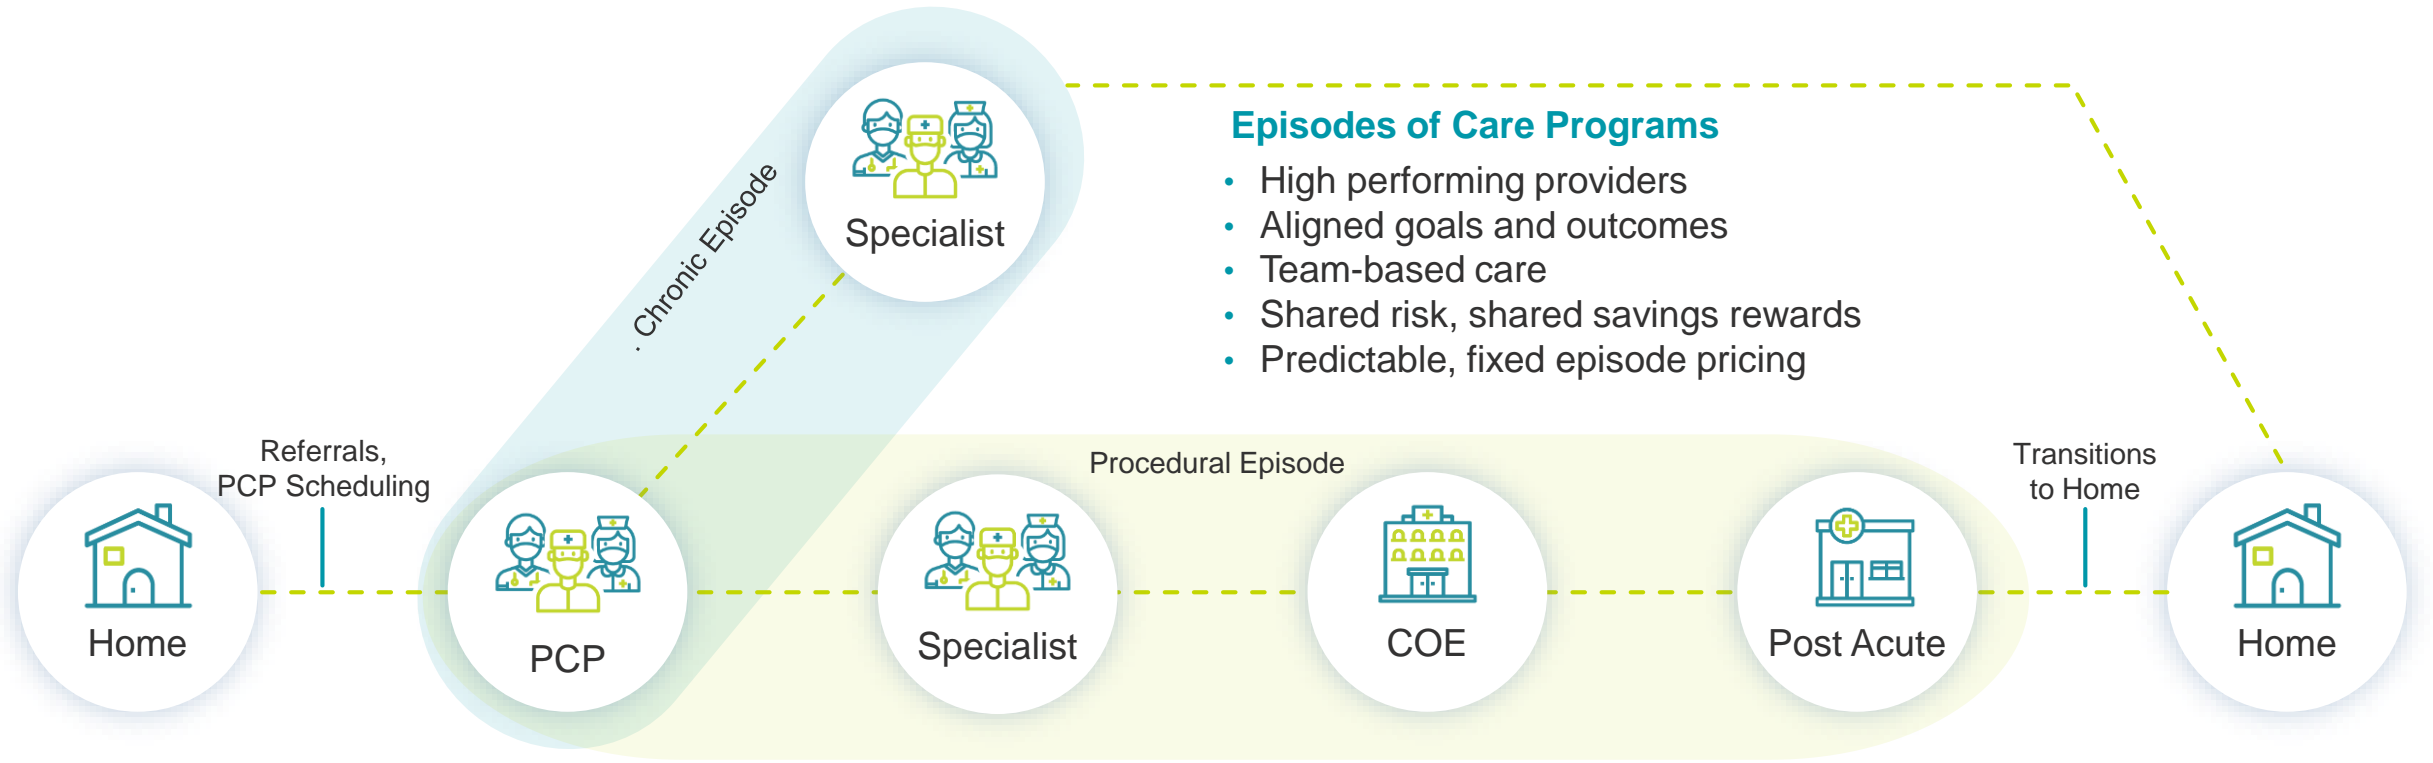 Episodes of Care Programs
• High performing providers
• Aligned goals and outcomes
• Team-based care
• Shared risk, shared savings rewards
• Predictable, fixed episode pricing
. Chronic Episode
Specialist
Referrals,
PCP Scheduling
Procedural Episode
Transitions
to Home
Home
PCP
Specialist
COE
Post Acute
Home